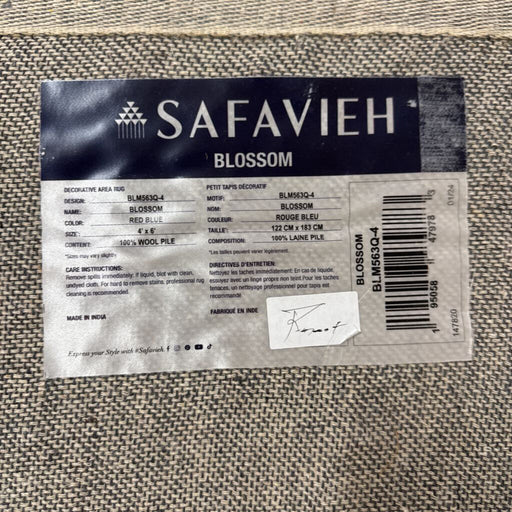 SAFAVIEH
BLOSSOM
DECORATIVE AREA RUG
DESIGN: BLM563Q-4
NAME: BLOSSOM
COLOR: RED BLUE
SIZE: 4' x 6'
CONTENT: 100% WOOL PILE
*Sizes may vary slightly
CARE INSTRUCTIONS:
Remove spills immediately. If liquid, blot with clean,
undyed cloth. For hard to remove stains, professional rug
cleaning is recommended.
MADE IN INDIA
Express your Style with #Safavieh.
PETIT TAPIS DÉCORATIF
MOTIF: BLM563Q-4
NOM: BLOSSOM
COULEUR: ROUGE BLEU
TAILLE: 122 CM x 183 CM
COMPOSITION: 100% LAINE PILE
*Les tailles peuvent varier légèrement.
DIRECTIVES D'ENTRETIEN:
Nettoyez les taches immédiatement. En cas de liquide,
essuyez avec un linge propre non teint. Pour les taches
tenaces, un nettoyage professionnel du tapis est
recommandé
FABRIQUÉ EN INDE
BLOSSOM
BLM563Q-4
1 95058 47978 3
01/24
147820